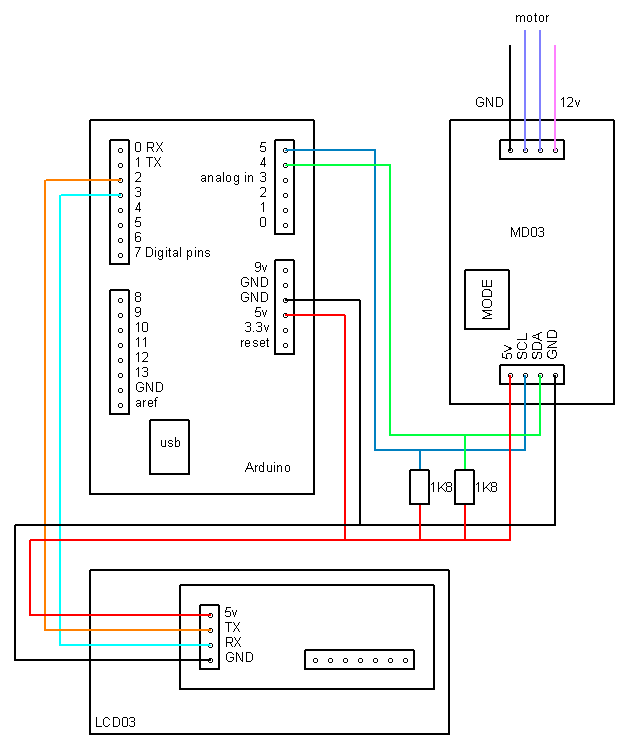 motor
GND
12v
0 RX
1 TX
2
3
4
5
6
7 Digital pins
5
4
analog in 3
2
1
0
9v
GND
GND
5v
3.3v
reset
8
9
10
11
12
13
GND
aref
usb
Arduino
MD03
MODE
5v
SCL
SDA
GND
1K8
1K8
5v
TX
RX
GND
LCD03